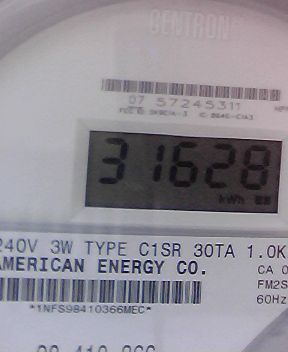 CENTRON
07 57245311
31628
kWh
240V 3W TYPE C1SR 30TA 1.0K
AMERICAN ENERGY CO.
CA 0
FM2S
60Hz
*1NFS98410366MEC*